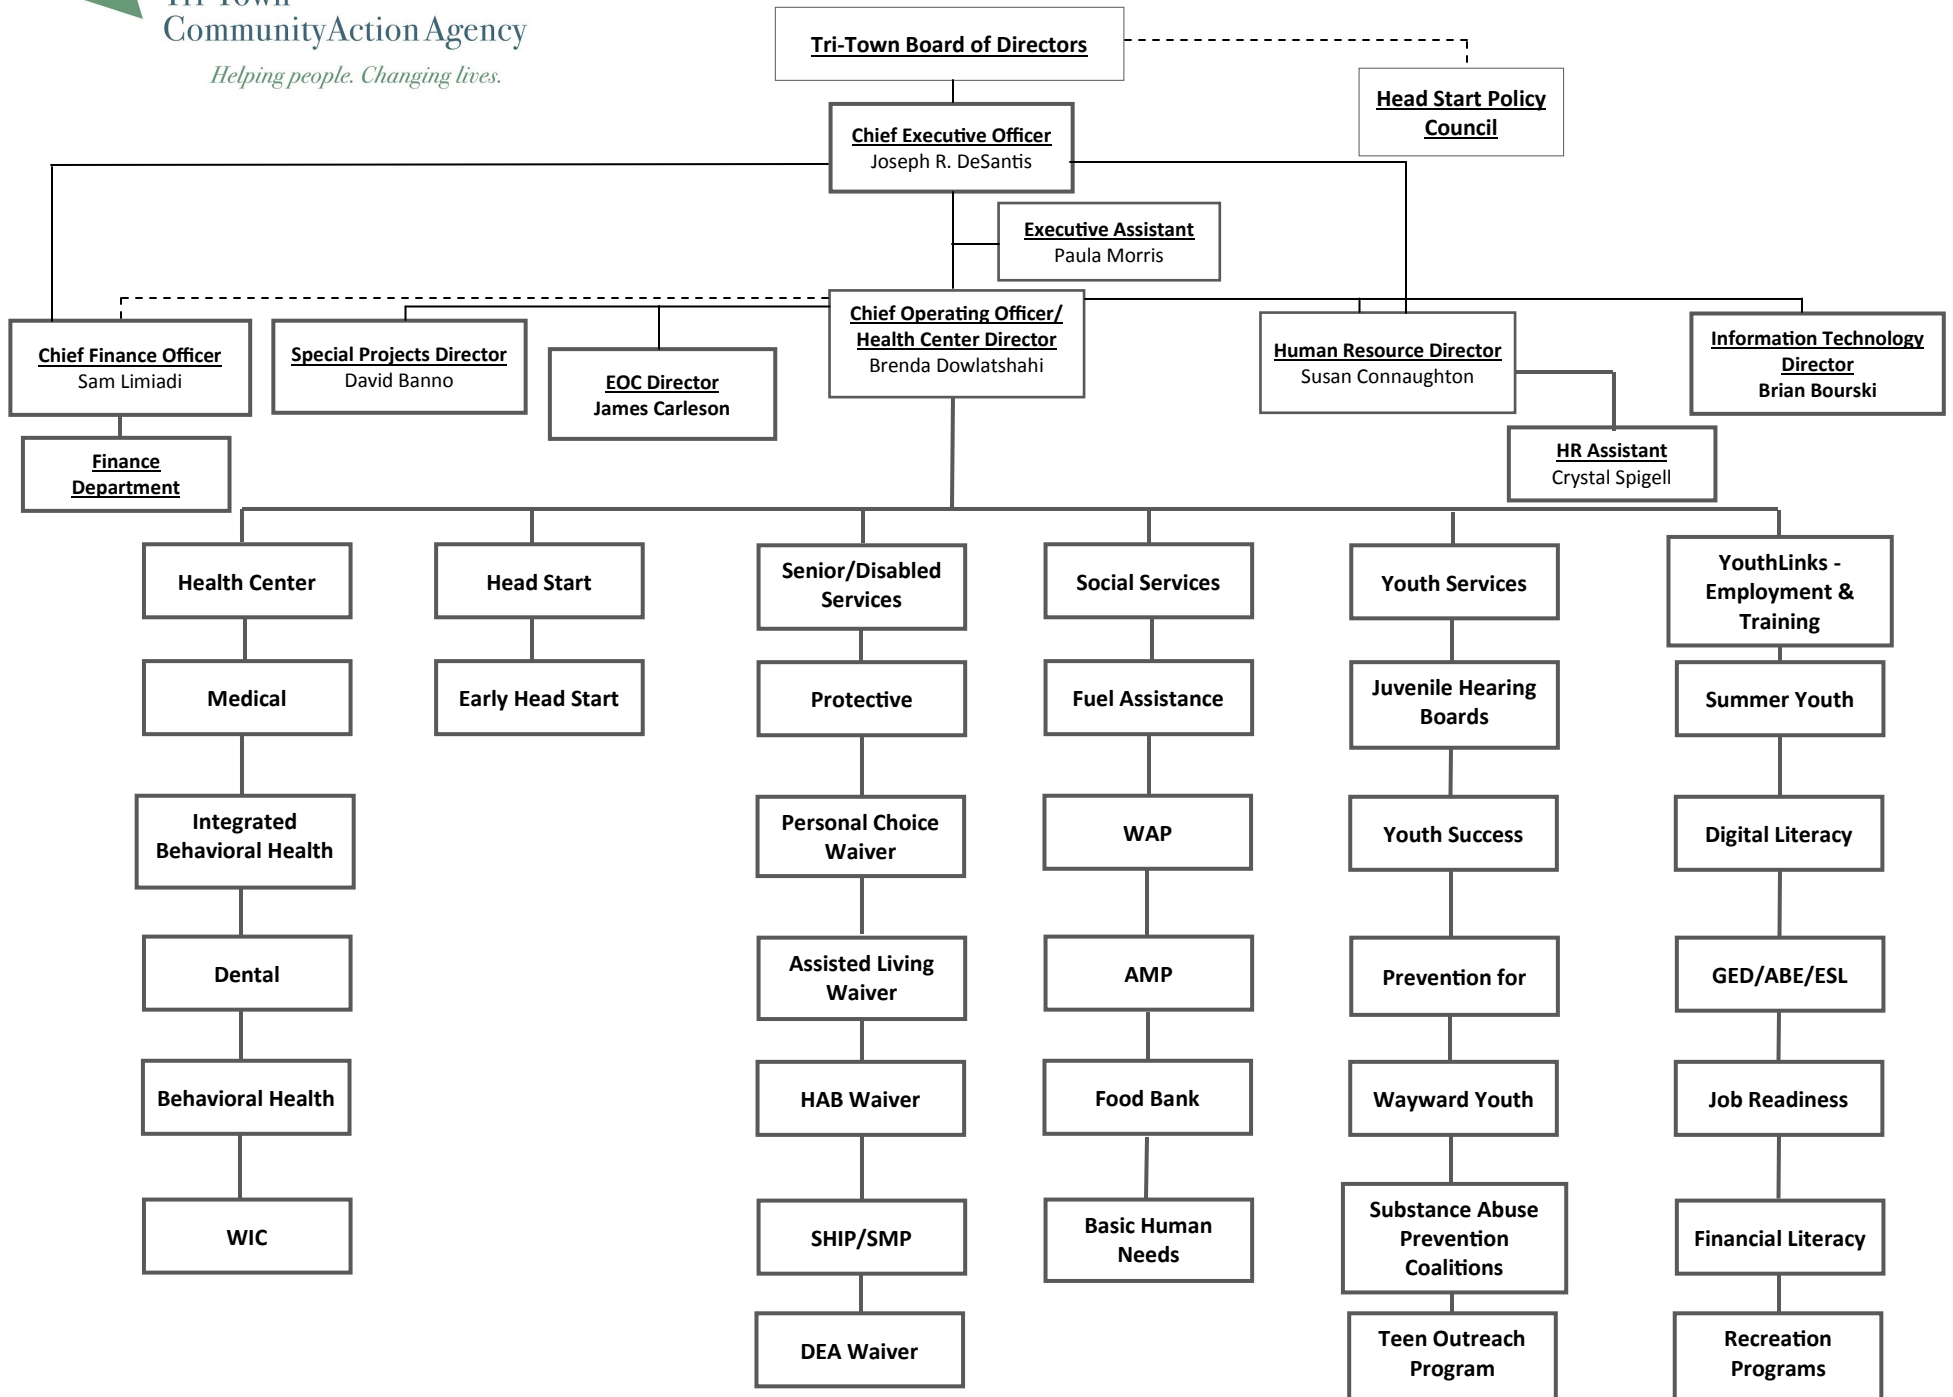 Tri-Town
CommunityAction Agency
Helping people. Changing lives.
Tri-Town Board of Directors
Head Start Policy
Council
Chief Executive Officer
Joseph R. DeSantis
Executive Assistant
Paula Morris
Chief Finance Officer
Sam Limiadi
Special Projects Director
David Banno
EOC Director
James Carleson
Chief Operating Officer/
Health Center Director
Brenda Dowlatshahi
Human Resource Director
Susan Connaughton
Information Technology
Director
Brian Bourski
Finance
Department
HR Assistant
Crystal Spigell
Health Center
Head Start
Senior/Disabled
Services
Social Services
Youth Services
YouthLinks -
Employment &
Training
Medical
Early Head Start
Protective
Fuel Assistance
Juvenile Hearing
Boards
Summer Youth
Integrated
Behavioral Health
Personal Choice
Waiver
WAP
Youth Success
Digital Literacy
Dental
Assisted Living
Waiver
AMP
Prevention for
GED/ABE/ESL
Behavioral Health
HAB Waiver
Food Bank
Wayward Youth
Job Readiness
WIC
SHIP/SMP
Basic Human
Needs
Substance Abuse
Prevention
Coalitions
Financial Literacy
DEA Waiver
Teen Outreach
Program
Recreation
Programs